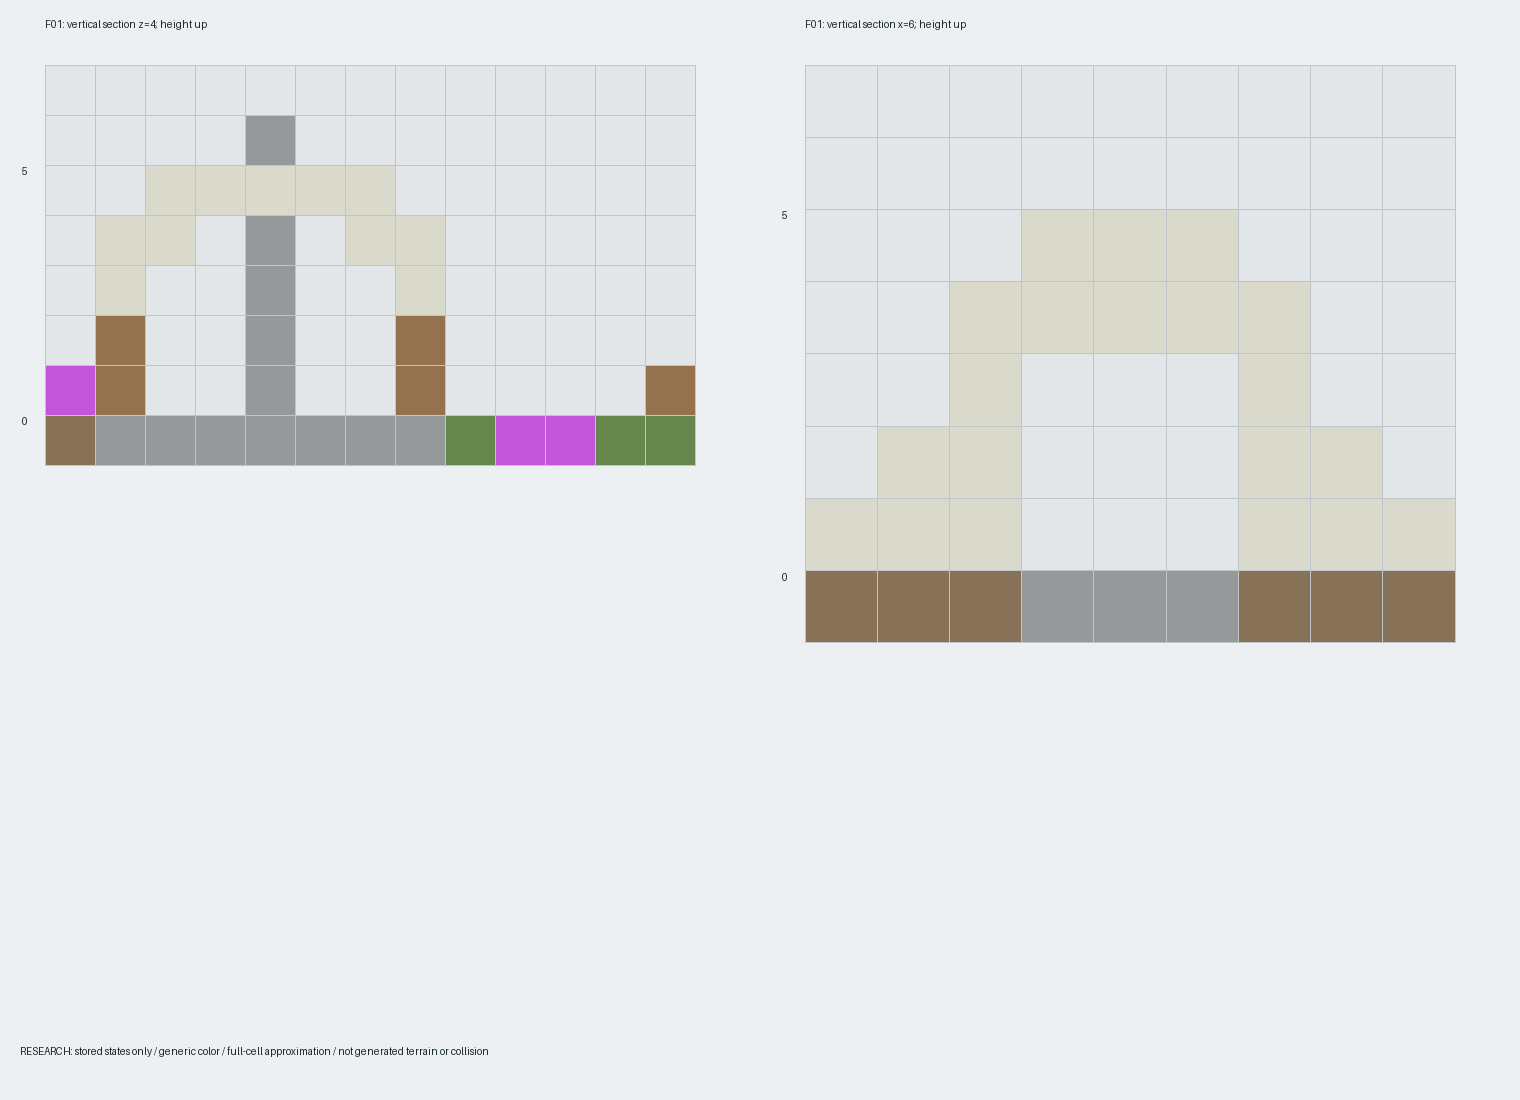 F01: vertical section z=4; height up
F01: vertical section x=6; height up
5
5
0
0
RESEARCH: stored states only / generic color / full-cell approximation / not generated terrain or collision